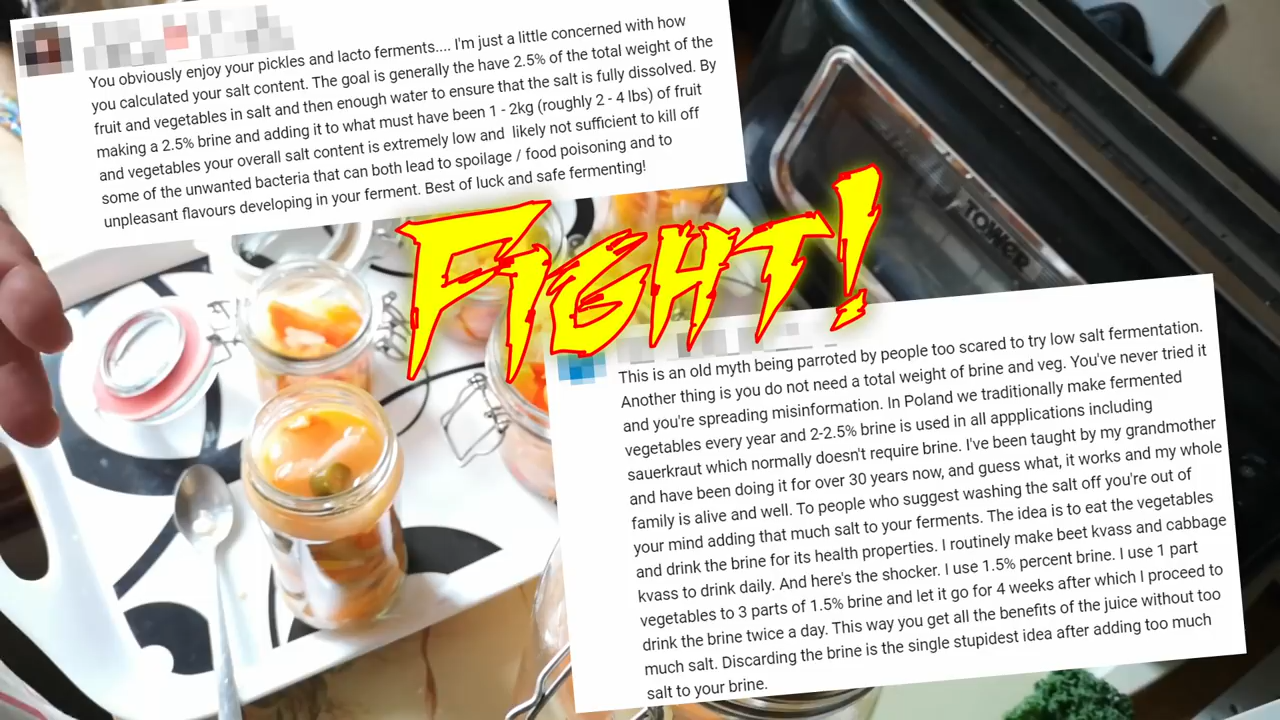 You obviously enjoy your pickles and lacto ferments.... I'm just a little concerned with how
you calculated your salt content. The goal is generally the have 2.5% of the total weight of the
fruit and vegetables in salt and then enough water to ensure that the salt is fully dissolved. By
making a 2.5% brine and adding it to what must have been 1 - 2kg (roughly 2 - 4 lbs) of fruit
and vegetables your overall salt content is extremely low and likely not sufficient to kill off
some of the unwanted bacteria that can both lead to spoilage / food poisoning and to
unpleasant flavours developing in your ferment. Best of luck and safe fermenting!
TOWER
FIGHT!
This is an old myth being parroted by people too scared to try low salt fermentation.
Another thing is you do not need a total weight of brine and veg. You've never tried it
and you're spreading misinformation. In Poland we traditionally make fermented
vegetables every year and 2-2.5% brine is used in all appplications including
sauerkraut which normally doesn't require brine. I've been taught by my grandmother
and have been doing it for over 30 years now, and guess what, it works and my whole
family is alive and well. To people who suggest washing the salt off you're out of
your mind adding that much salt to your ferments. The idea is to eat the vegetables
and drink the brine for its health properties. I routinely make beet kvass and cabbage
kvass to drink daily. And here's the shocker. I use 1.5% percent brine. I use 1 part
vegetables to 3 parts of 1.5% brine and let it go for 4 weeks after which I proceed to
drink the brine twice a day. This way you get all the benefits of the juice without too
much salt. Discarding the brine is the single stupidest idea after adding too much
salt to your brine.